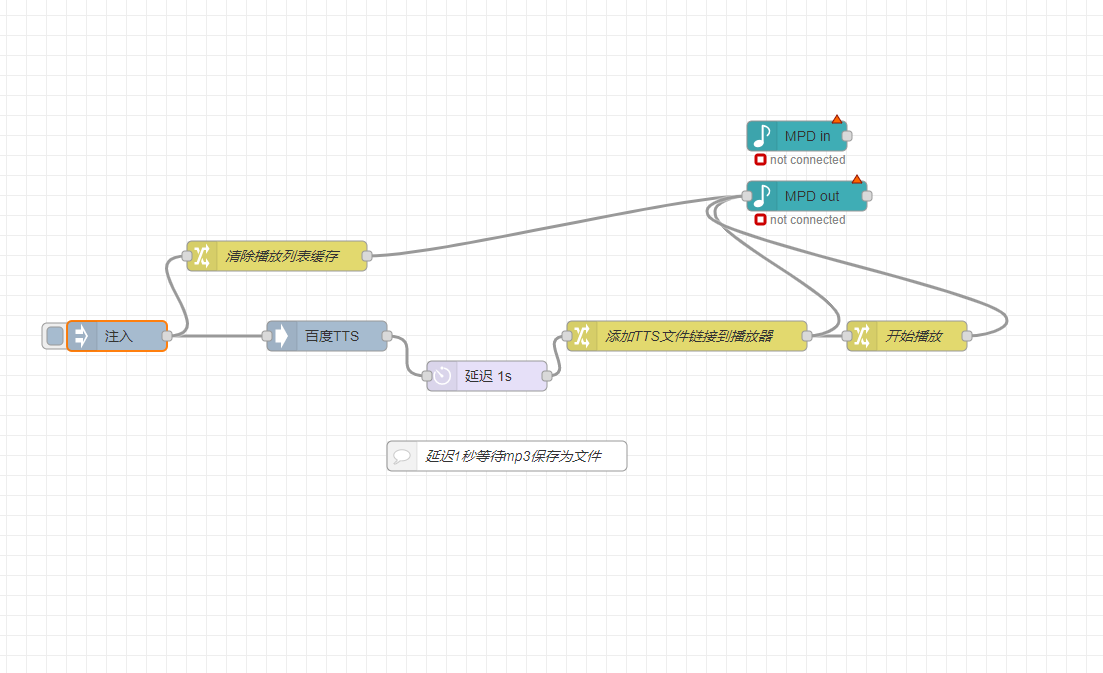 MPD in
not connected
MPD out
not connected
清除播放列表缓存
注入
百度TTS
添加TTS文件链接到播放器
开始播放
延迟 1s
延迟1秒等待mp3保存为文件